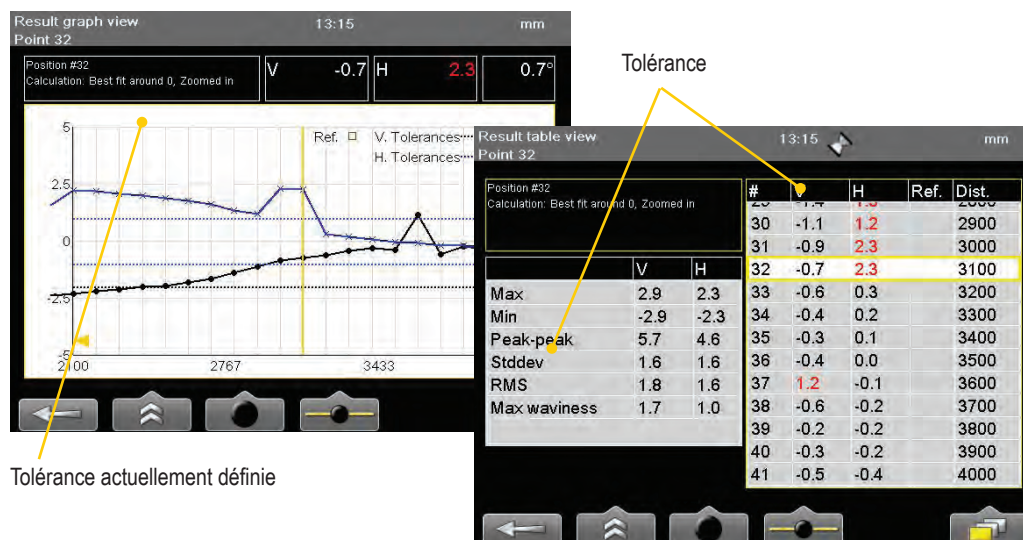 Result graph view 13:15 mm
Point 32
Position #32
Calculation: Best fit around 0, Zoomed in
V -0.7 H 2.3 0.7°
Ref. V. Tolerances
H. Tolerances
5
2.5
0
-2.5
-5
2100 2767 3433
Tolérance actuellement définie
Tolérance
Result table view 13:15 mm
Point 32
Position #32
Calculation: Best fit around 0, Zoomed in
V H
Max 2.9 2.3
Min -2.9 -2.3
Peak-peak 5.7 4.6
Stddev 1.6 1.6
RMS 1.8 1.6
Max waviness 1.7 1.0
# V H Ref. Dist.
30 -1.1 1.2 2900
31 -0.9 2.3 3000
32 -0.7 2.3 3100
33 -0.6 0.3 3200
34 -0.4 0.2 3300
35 -0.3 0.1 3400
36 -0.4 0.0 3500
37 1.2 -0.1 3600
38 -0.6 -0.2 3700
39 -0.2 -0.2 3800
40 -0.3 -0.2 3900
41 -0.5 -0.4 4000